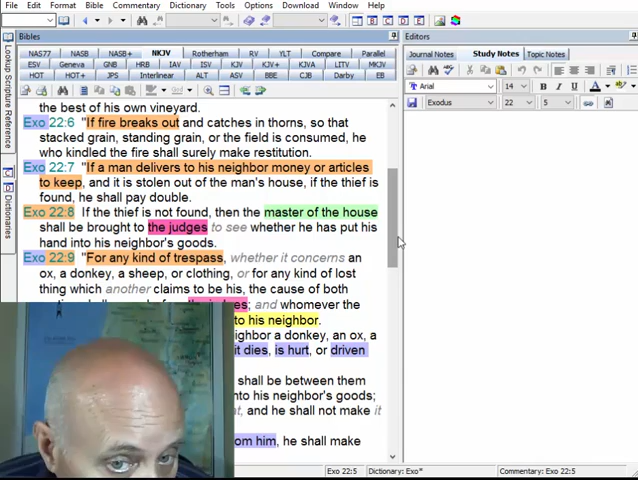 File Format Bible Window Commentary Dictionary Tools Options Download Window Help
Bibles
NAS77 NASB NASB+ NKJV Rotherham RV YLT Compare Parallel
ESV Geneva GNB HRB IAV ISV KJV KJV+ KJVA LITV MKJV
HOT HOT+ JPS Interlinear ALT ASV BBE CJB Darby EB
the best of his own vineyard.
Exo 22:6 "If fire breaks out and catches in thorns, so that
stacked grain, standing grain, or the field is consumed, he
who kindled the fire shall surely make restitution.
Exo 22:7 "If a man delivers to his neighbor money or articles
to keep, and it is stolen out of the man's house, if the thief is
found, he shall pay double.
Exo 22:8 If the thief is not found, then the master of the house
shall be brought to the judges to see whether he has put his
hand into his neighbor's goods.
Exo 22:9 "For any kind of trespass, whether it concerns an
ox, a donkey, a sheep, or clothing, or for any kind of lost
thing which another claims to be his, the cause of both
and whomever the
to his neighbor.
neighbor a donkey, an ox, a
it dies, is hurt, or driven
shall be between them
into his neighbor's goods;
and he shall not make it
om him, he shall make
Look up Scripture Reference
Dictionaries
Editors
Journal Notes Study Notes Topic Notes
Arial 14 B I U A
Exodus 22 5
Exo 22:5 Dictionary: Exo* Commentary: Exo 22:5